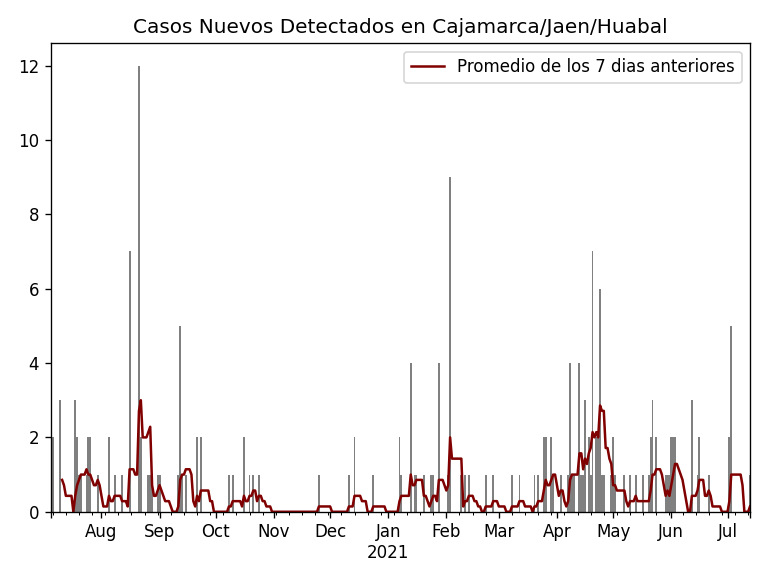 Casos Nuevos Detectados en Cajamarca/Jaen/Huabal
Promedio de los 7 dias anteriores
12
10
8
6
4
2
0
Aug Sep Oct Nov Dec Jan Feb Mar Apr May Jun Jul
2021